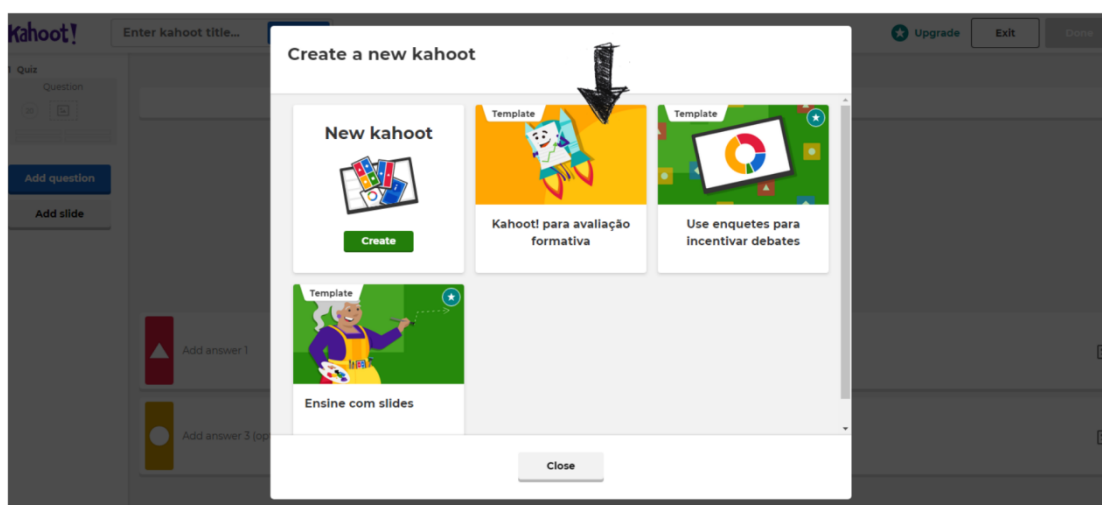 Kahoot!
Enter kahoot title...
Upgrade
Exit
Done
Quiz
Question
Add question
Add slide
Create a new kahoot
New kahoot
Create
Template
Kahoot! para avaliação
formativa
Template
Use enquetes para
incentivar debates
Template
Ensine com slides
Close
Add answer 1
Add answer 3 (op